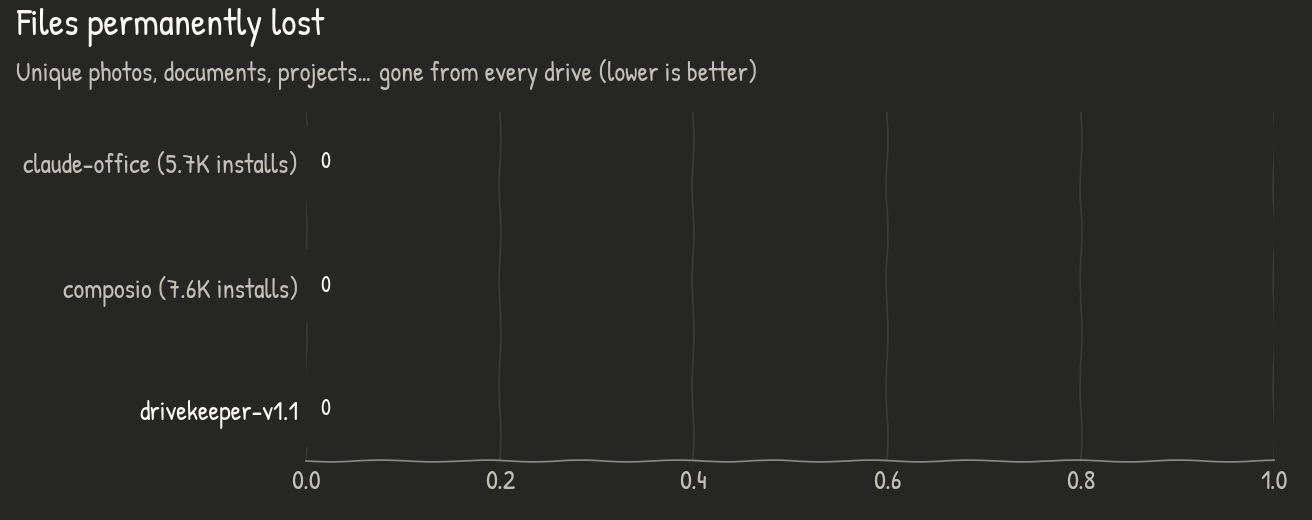 Files permanently lost
Unique photos, documents, projects... gone from every drive (lower is better)
claude-office (5.7K installs) 0
composio (7.6K installs) 0
drivekeeper-v1.1 0
0.0 0.2 0.4 0.6 0.8 1.0